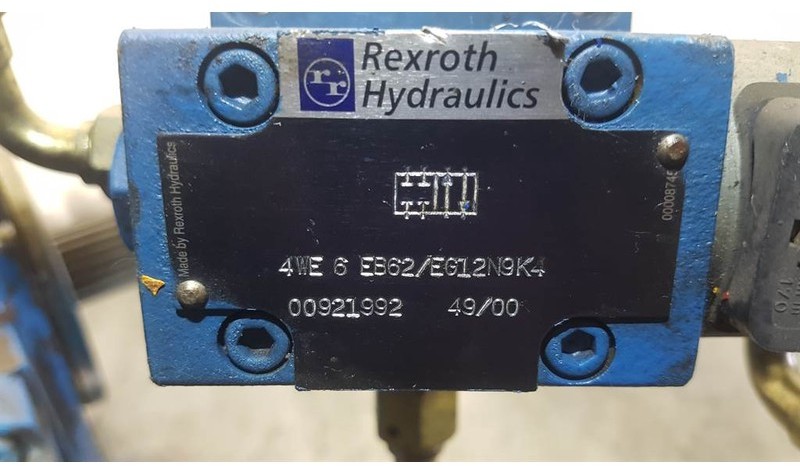 Rexroth
Hydraulics
Made by Rexroth Hydraulics
4WE 6 EB62/EG12N9K4
00921992 49/00